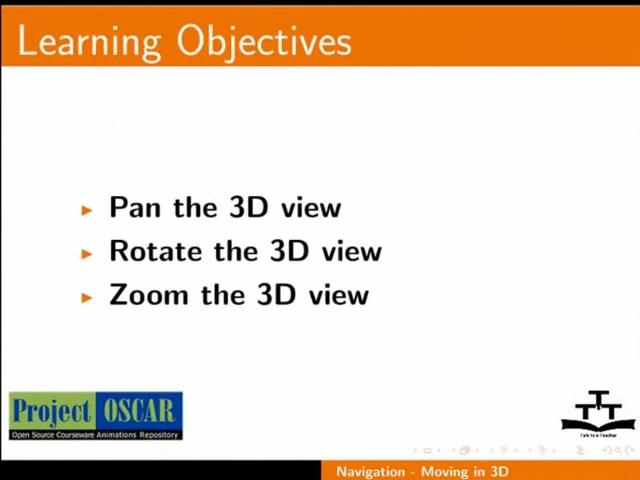 Learning Objectives
Pan the 3D view
Rotate the 3D view
Zoom the 3D view
Project OSCAR
Open Source Courseware Animations Repository
TTT
Talk to a Teacher
Navigation - Moving in 3D